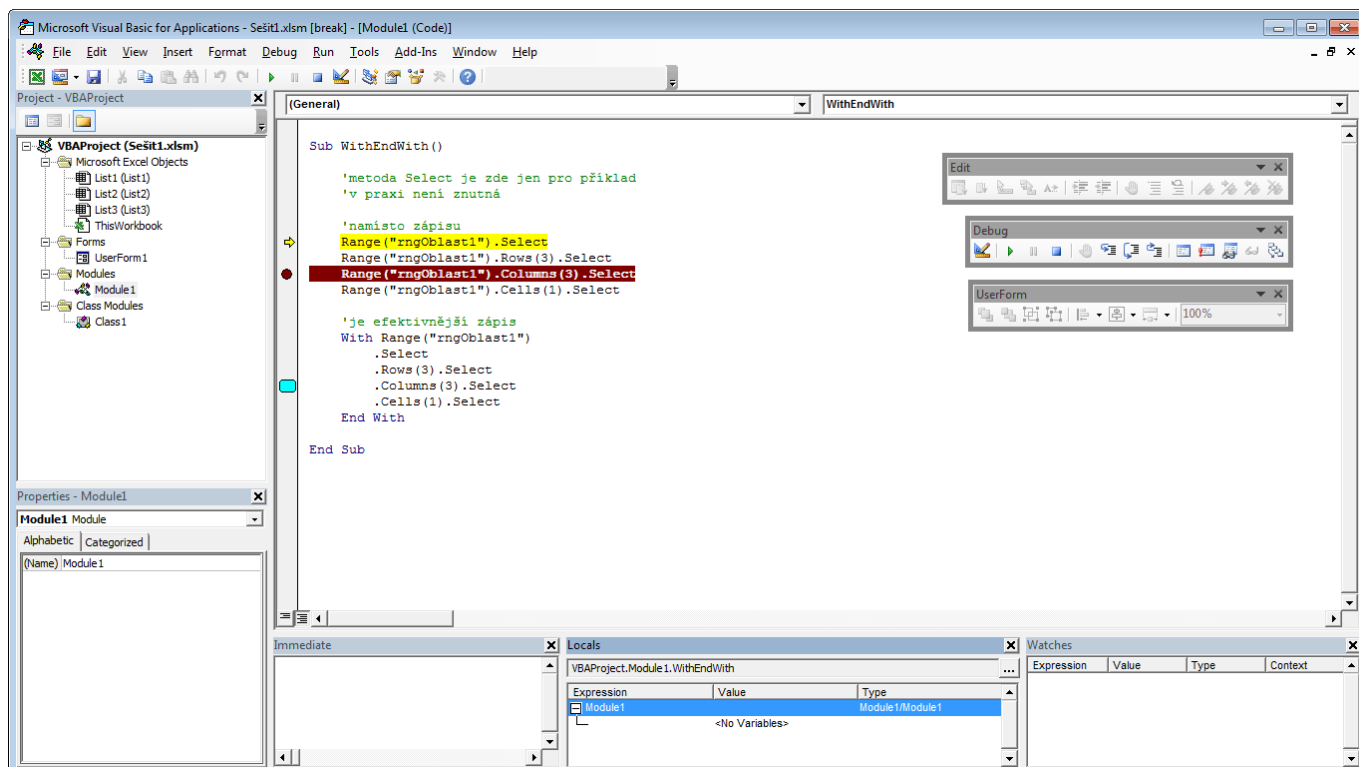 Microsoft Visual Basic for Applications - Sešit1.xlsm [break] - [Module1 (Code)]
File Edit View Insert Format Debug Run Tools Add-Ins Window Help
Project - VBAProject
VBAProject (Sešit1.xlsm)
Microsoft Excel Objects
List1 (List1)
List2 (List2)
List3 (List3)
ThisWorkbook
Forms
UserForm1
Modules
Module1
Class Modules
Class1
Properties - Module1
Module1 Module
Alphabetic Categorized
(Name) Module1
(General) WithEndWith
Sub WithEndWith()
'metoda Select je zde jen pro příklad
'v praxi není znutná
'namísto zápisu
Range("rngOblast1").Select
Range("rngOblast1").Rows(3).Select
Range("rngOblast1").Columns(3).Select
Range("rngOblast1").Cells(1).Select
'je efektivnější zápis
With Range("rngOblast1")
.Select
.Rows(3).Select
.Columns(3).Select
.Cells(1).Select
End With
End Sub
Edit
Debug
UserForm
100%
Immediate
Locals
VBAProject.Module1.WithEndWith ...
Expression Value Type
Module1 Module1/Module1
<No Variables>
Watches
Expression Value Type Context